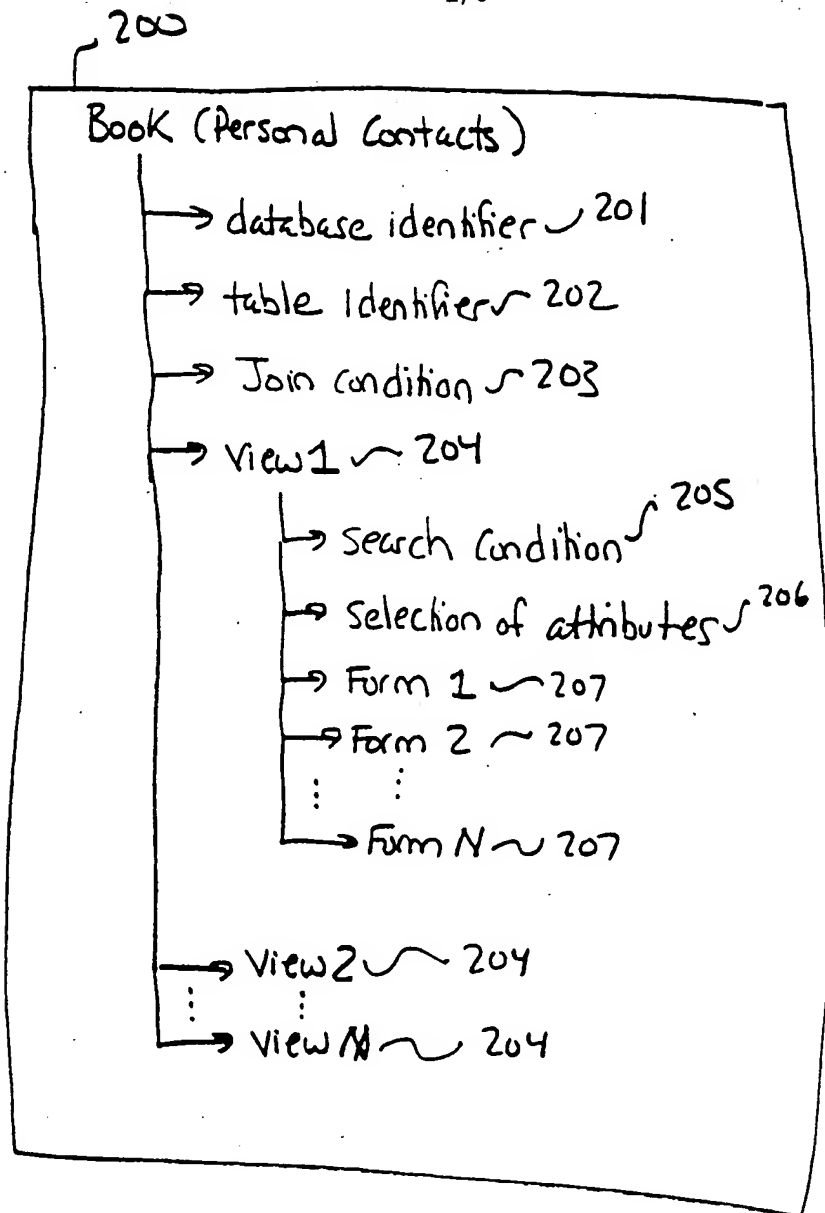 200
Book (Personal Contacts)
database identifier 201
table identifier 202
Join condition 203
View 1 204
Search Condition 205
Selection of attributes 206
Form 1 207
Form 2 207
Form N 207
View 2 204
View N 204